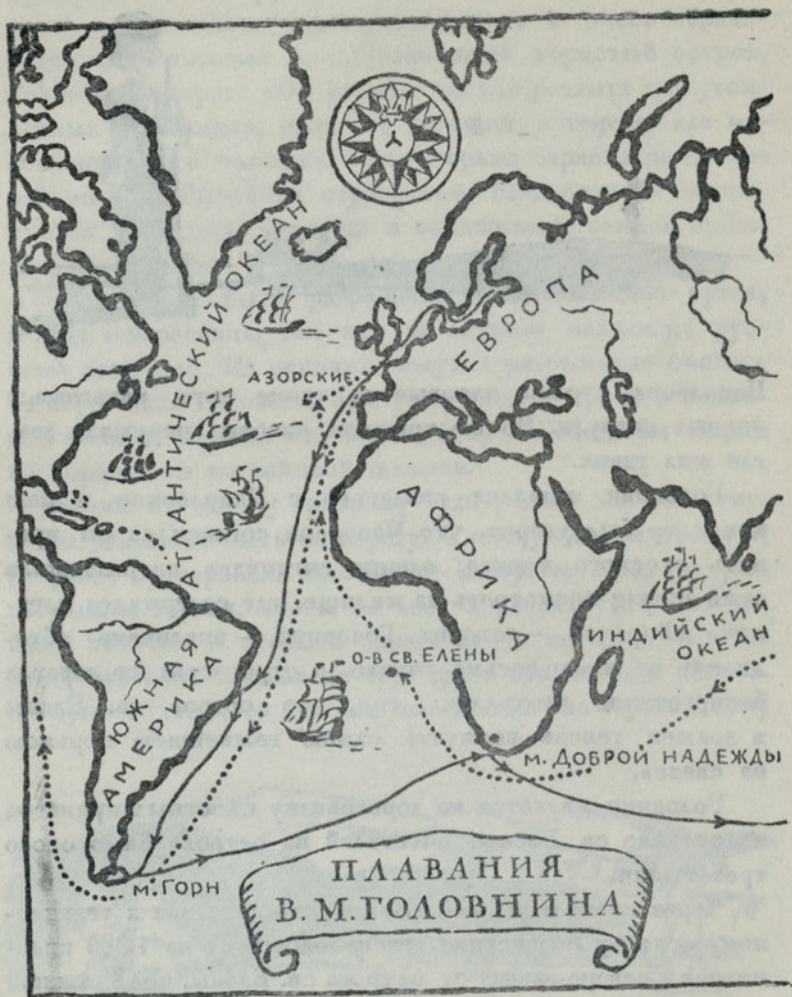 АТЛАНТИЧЕСКИЙ ОКЕАН
ЕВРОПА
АЗОРСКИЕ
АФРИКА
ИНДИЙСКИЙ
ОКЕАН
О-В СВ. ЕЛЕНЫ
ЮЖНАЯ
АМЕРИКА
М. ДОБРОЙ НАДЕЖДЫ
М. ГОРН
ПЛАВАНИЯ
В. М. ГОЛОВНИНА